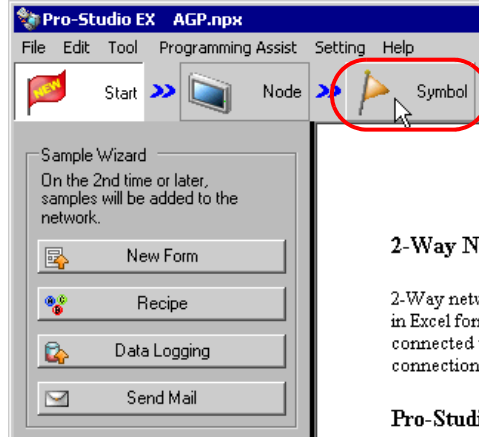 Pro-Studio EX AGP.npx
File Edit Tool Programming Assist Setting Help
NEW Start Node Symbol
Sample Wizard
On the 2nd time or later,
samples will be added to the
network.
New Form
Recipe
Data Logging
Send Mail
2-Way N
2-Way netw
in Excel for
connected
connection
Pro-Studi